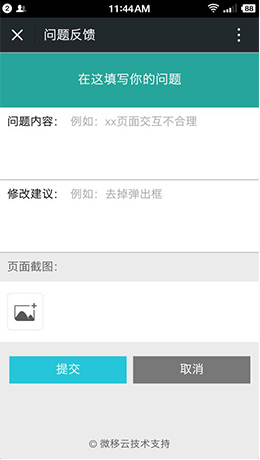 2 11:44AM 88
问题反馈
在这填写你的问题
问题内容： 例如：xx页面交互不合理
修改建议： 例如：去掉弹出框
页面截图：
提交 取消
© 微移云技术支持